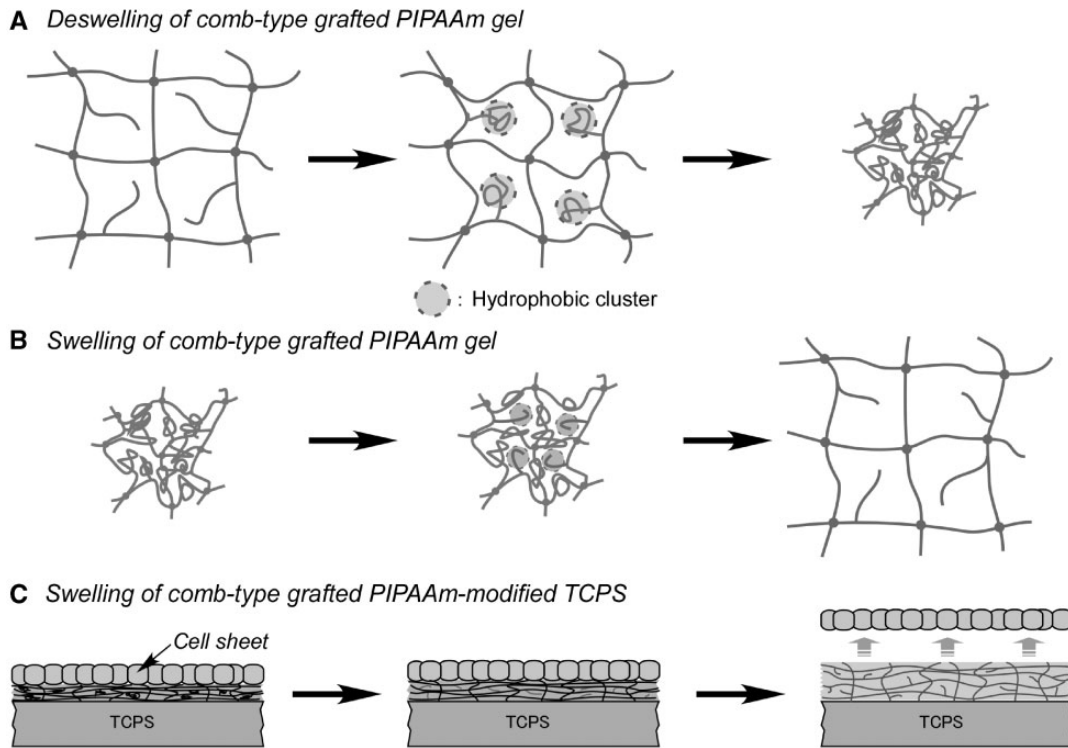 A Deswelling of comb-type grafted PIPAAm gel
: Hydrophobic cluster
B Swelling of comb-type grafted PIPAAm gel
C Swelling of comb-type grafted PIPAAm-modified TCPS
Cell sheet
TCPS
TCPS
TCPS